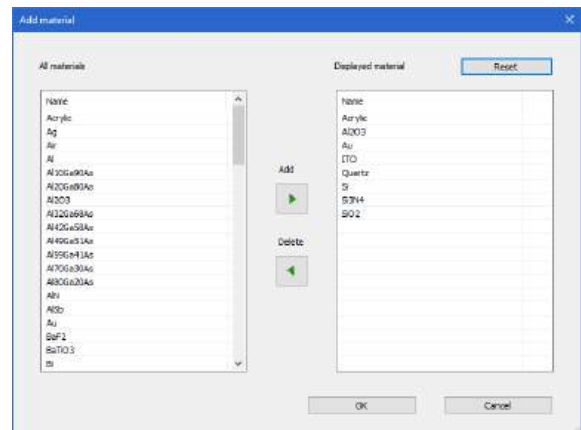 Add material
All materials
Displayed material
Reset
Name
Acrylic
Ag
Air
Al
Al10Ga90As
Al20Ga80As
Al2O3
Al32Ga68As
Al42Ga58As
Al49Ga51As
Al59Ga41As
Al70Ga30As
Al80Ga20As
AlN
AlSb
Au
BaF2
BaTiO3
Bi
Add
Delete
Name
Acrylic
Al2O3
Au
ITO
Quartz
Si
Si3N4
SiO2
OK
Cancel